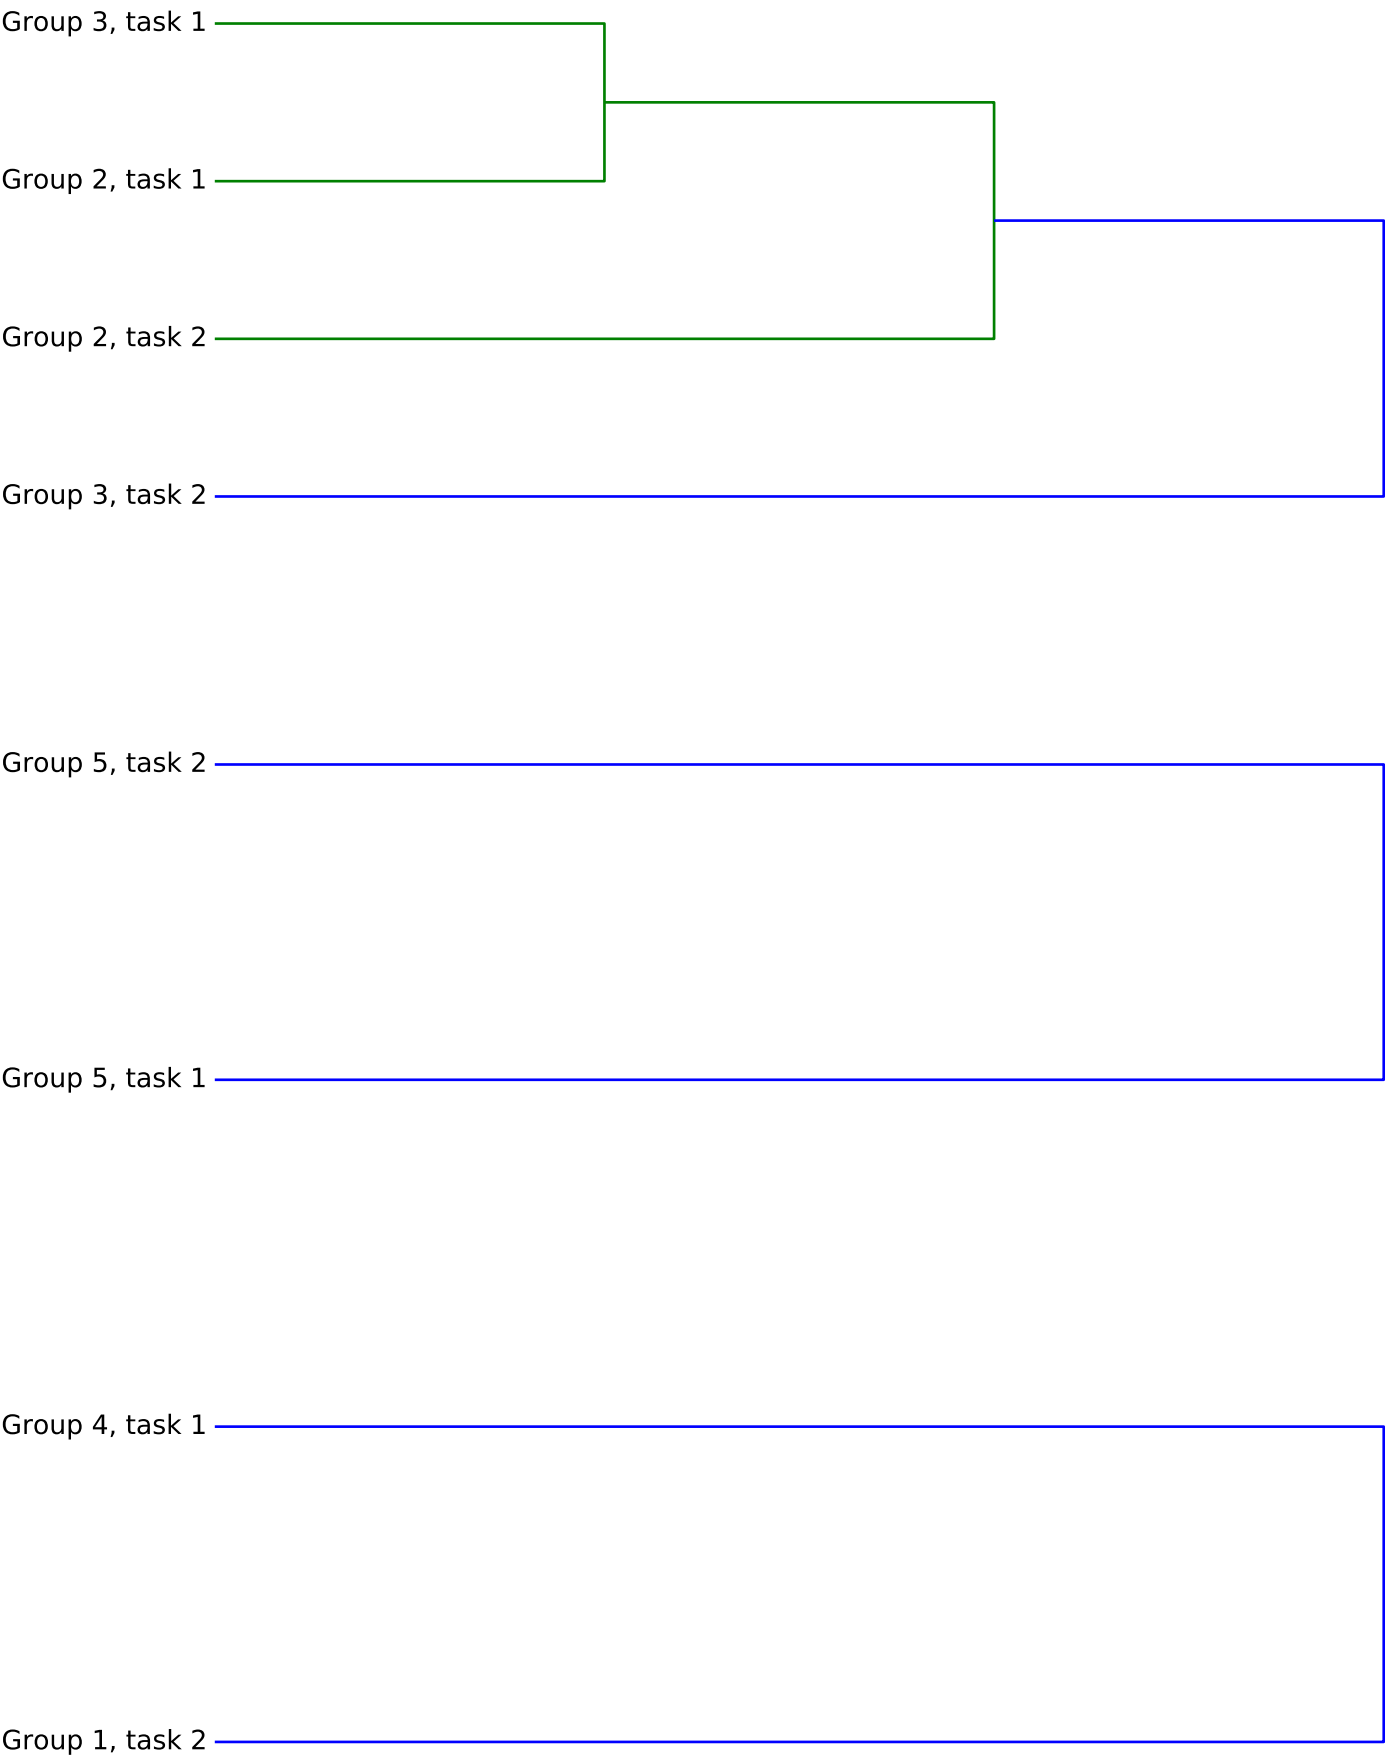 Group 3, task 1
Group 2, task 1
Group 2, task 2
Group 3, task 2
Group 5, task 2
Group 5, task 1
Group 4, task 1
Group 1, task 2